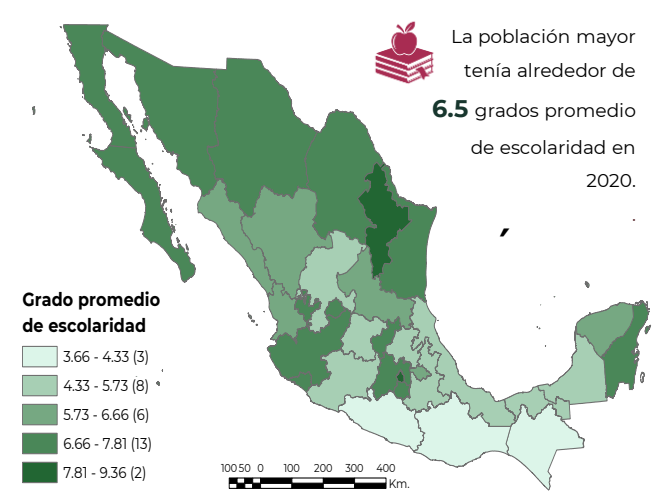 La población mayor
tenía alrededor de
6.5 grados promedio
de escolaridad en
2020.
Grado promedio
de escolaridad
3.66 - 4.33 (3)
4.33 - 5.73 (8)
5.73 - 6.66 (6)
6.66 - 7.81 (13)
7.81 - 9.36 (2)
100 50 0 100 200 300 400
Km.